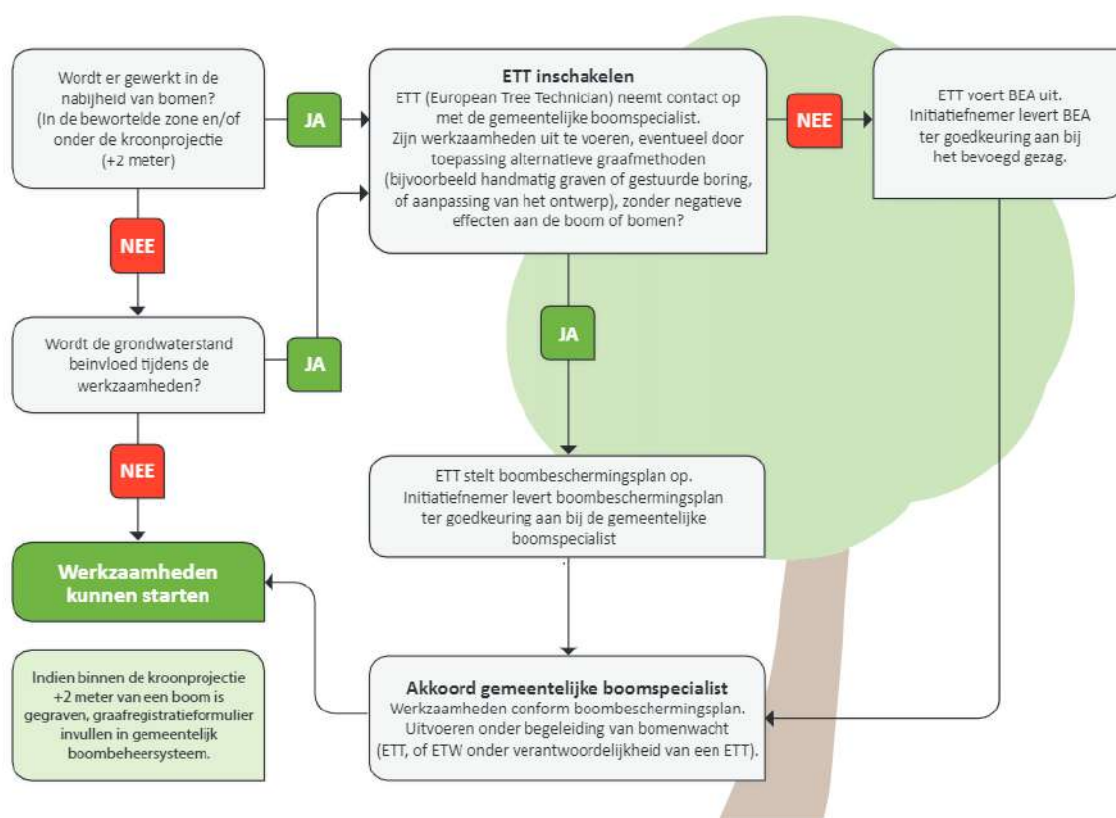 Wordt er gewerkt in de
nabijheid van bomen?
(In de bewortelde zone en/of
onder de kroonprojectie
(+2 meter)
JA
ETT inschakelen
ETT (European Tree Technician) neemt contact op
met de gemeentelijke boomspecialist.
Zijn werkzaamheden uit te voeren, eventueel door
toepassing alternatieve graafmethoden
(bijvoorbeeld handmatig graven of gestuurde boring,
of aanpassing van het ontwerp), zonder negatieve
effecten aan de boom of bomen?
NEE
ETT voert BEA uit.
Initiatiefnemer levert BEA
ter goedkeuring aan bij
het bevoegd gezag.
NEE
JA
Wordt de grondwaterstand
beinvloed tijdens de
werkzaamheden?
JA
NEE
ETT stelt boombeschermingsplan op.
Initiatiefnemer levert boombeschermingsplan
ter goedkeuring aan bij de gemeentelijke
boomspecialist
Werkzaamheden
kunnen starten
Indien binnen de kroonprojectie
+2 meter van een boom is
gegraven, graafregistratieformulier
invullen in gemeentelijk
boombeheersysteem.
Akkoord gemeentelijke boomspecialist
Werkzaamheden conform boombeschermingsplan.
Uitvoeren onder begeleiding van bomenwacht
(ETT, of ETW onder verantwoordelijkheid van een ETT).